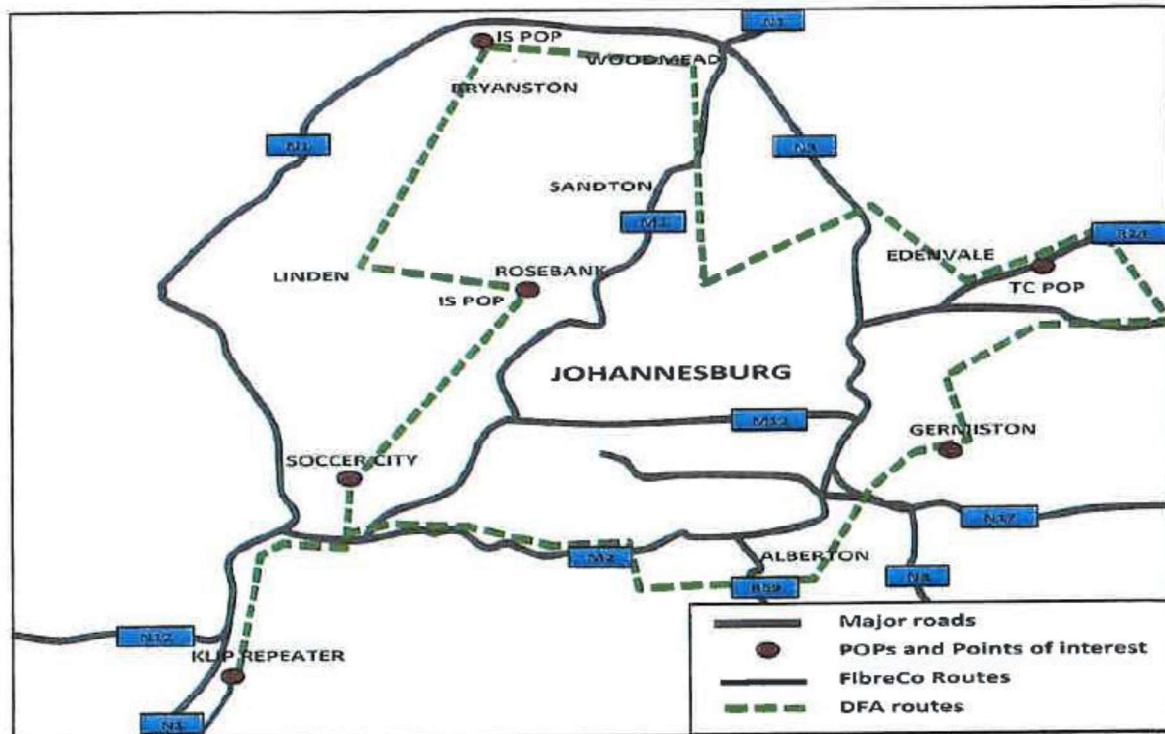 N1
IS POP
WOODMEAD
BRYANSTON
N1
N3
SANDTON
M1
R24
EDENVALE
LINDEN
ROSEBANK
IS POP
TC POP
JOHANNESBURG
GERMISTON
SOCCER CITY
N17
M2
ALBERTON
R59
N3
N12
KLIP REPEATER
N1
Major roads
POPs and Points of interest
FibreCo Routes
DFA routes